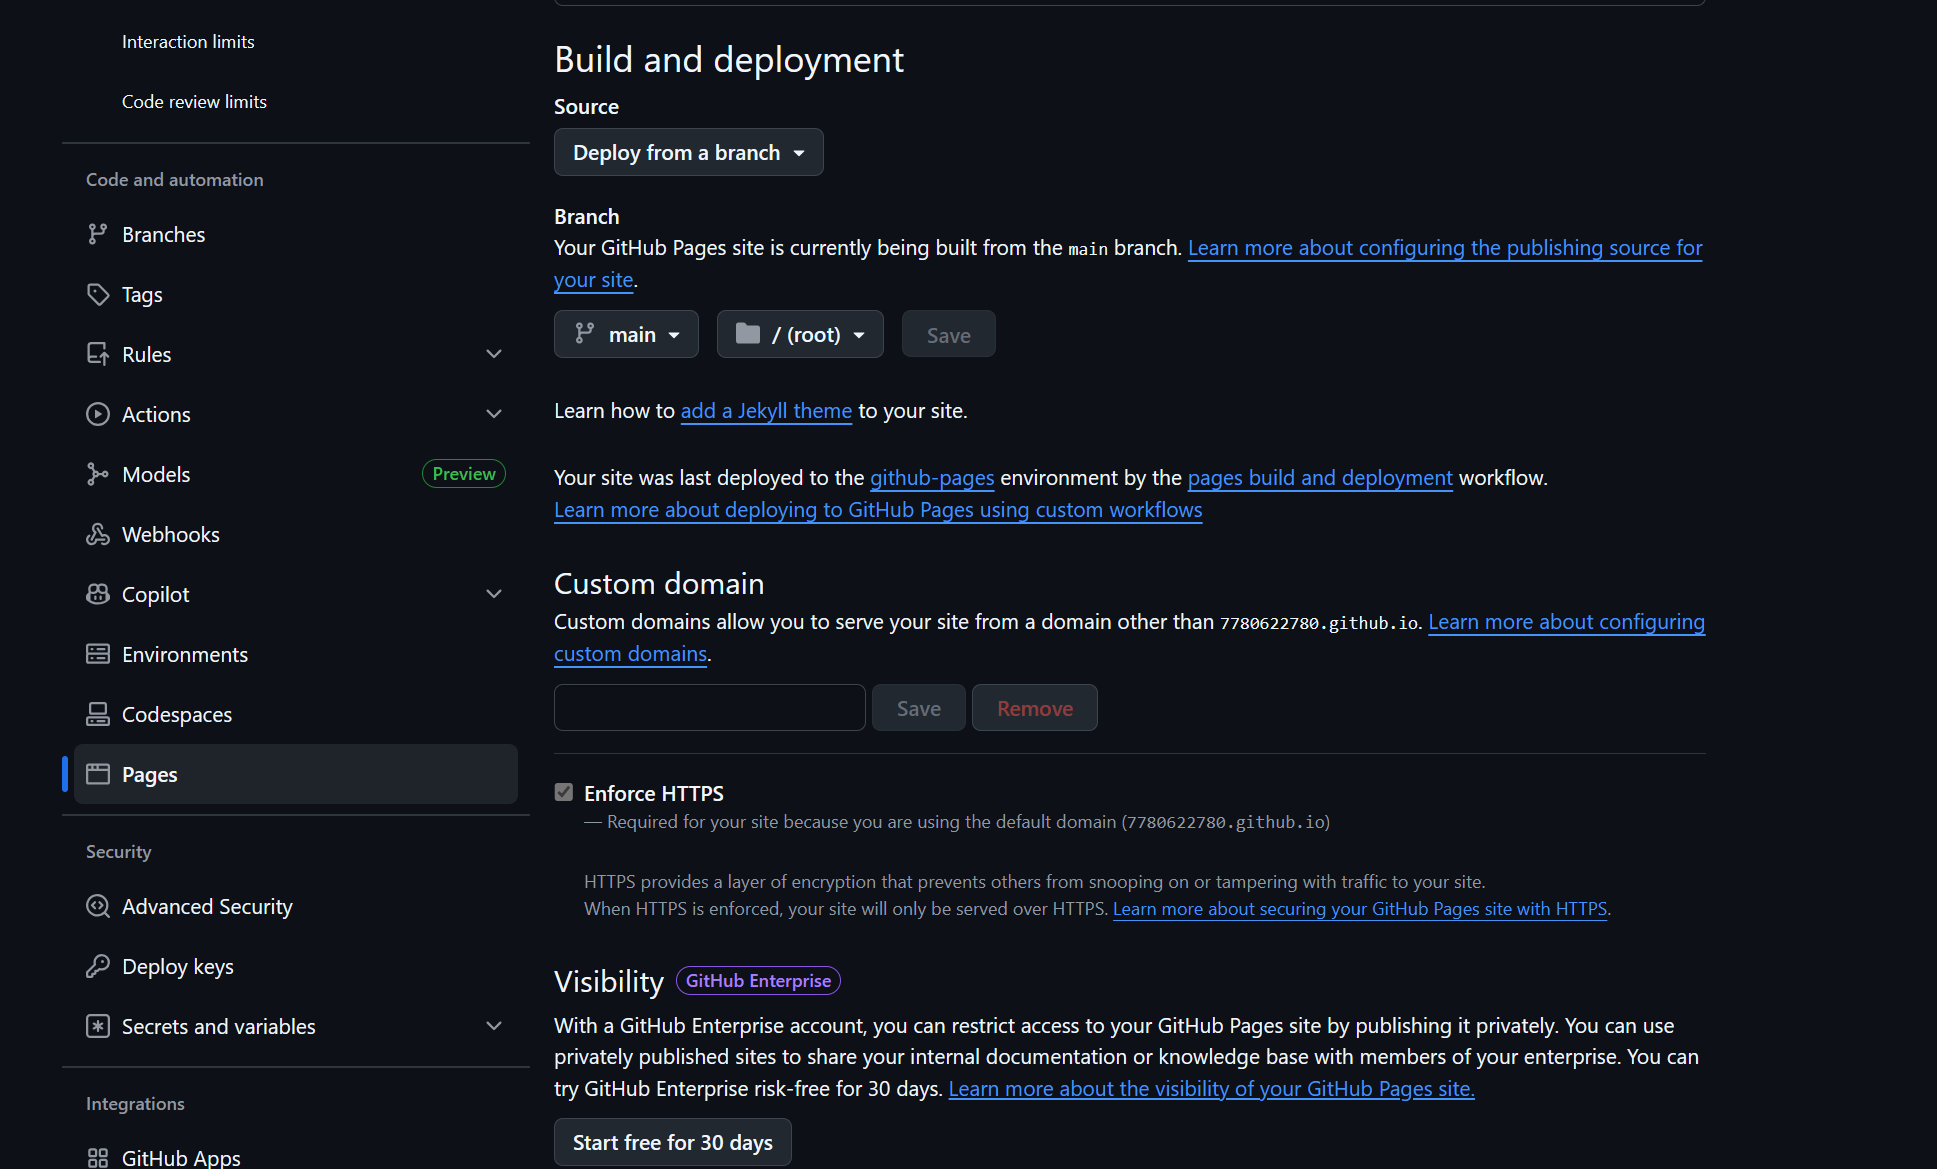 Interaction limits
Code review limits
Code and automation
Branches
Tags
Rules
Actions
Models Preview
Webhooks
Copilot
Environments
Codespaces
Pages
Security
Advanced Security
Deploy keys
Secrets and variables
Integrations
GitHub Apps
Build and deployment
Source
Deploy from a branch
Branch
Your GitHub Pages site is currently being built from the main branch. Learn more about configuring the publishing source for
your site.
main / (root) Save
Learn how to add a Jekyll theme to your site.
Your site was last deployed to the github-pages environment by the pages build and deployment workflow.
Learn more about deploying to GitHub Pages using custom workflows
Custom domain
Custom domains allow you to serve your site from a domain other than 7780622780.github.io. Learn more about configuring
custom domains.
Save Remove
Enforce HTTPS
— Required for your site because you are using the default domain (7780622780.github.io)
HTTPS provides a layer of encryption that prevents others from snooping on or tampering with traffic to your site.
When HTTPS is enforced, your site will only be served over HTTPS. Learn more about securing your GitHub Pages site with HTTPS.
Visibility GitHub Enterprise
With a GitHub Enterprise account, you can restrict access to your GitHub Pages site by publishing it privately. You can use
privately published sites to share your internal documentation or knowledge base with members of your enterprise. You can
try GitHub Enterprise risk-free for 30 days. Learn more about the visibility of your GitHub Pages site.
Start free for 30 days